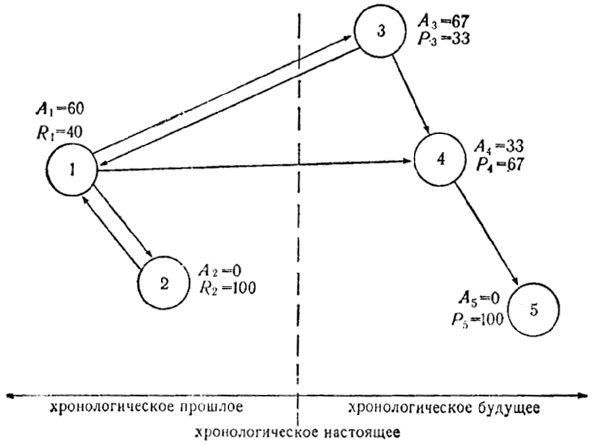 3
A3=67
P3=33
A1=60
R1=40
1
4
A4=33
P4=67
2
A2=0
R2=100
A5=0
P5=100
5
хронологическое прошлое
хронологическое будущее
хронологическое настоящее